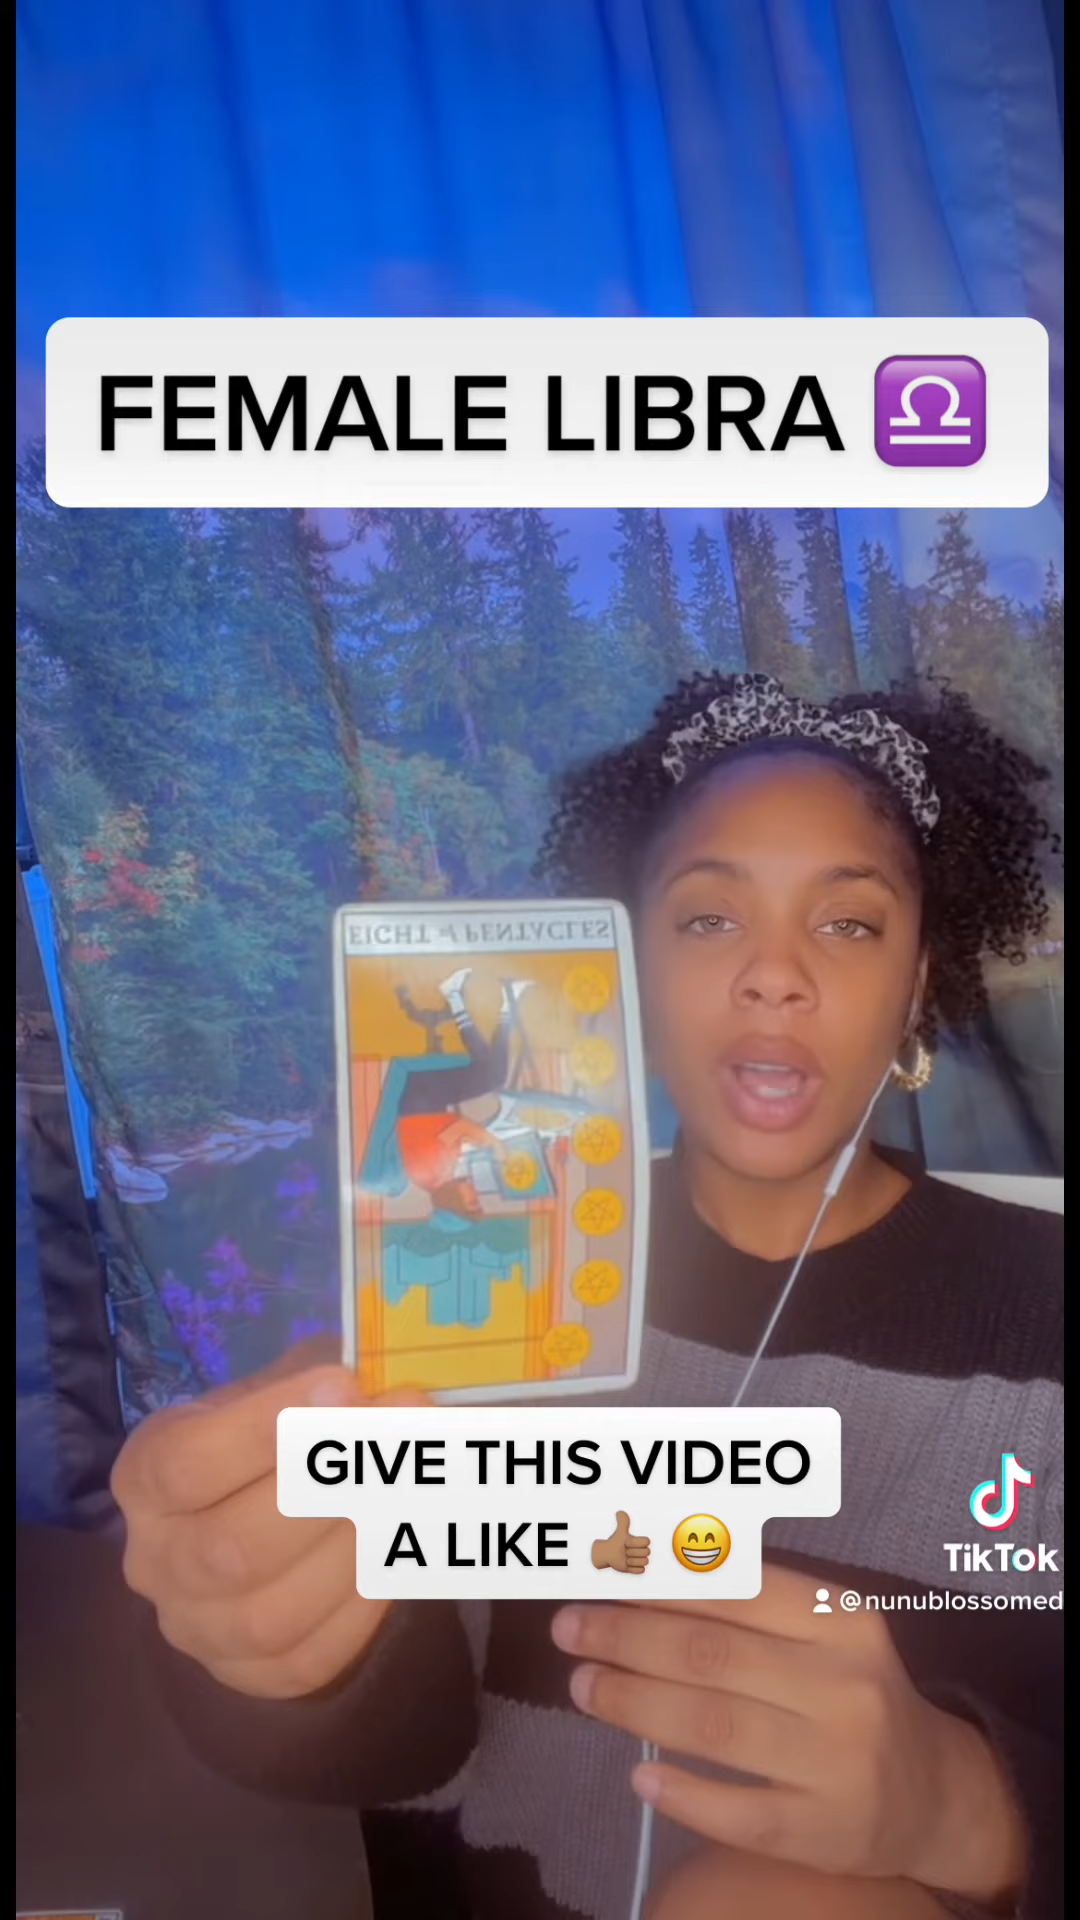 FEMALE LIBRA ♎
EIGHT of PENTACLES
GIVE THIS VIDEO
A LIKE 👍🏽 😁
TikTok
@nunublossomed